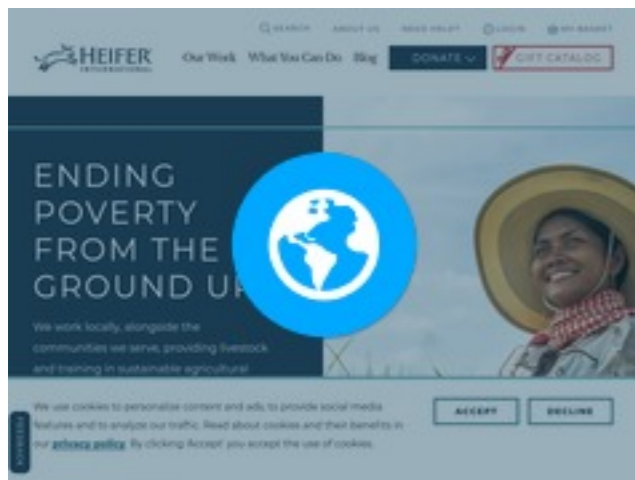 SEARCH
ABOUT US
NEED HELP?
LOGIN
MY BASKET
HEIFER
INTERNATIONAL
Our Work
What You Can Do
Blog
DONATE
GIFT CATALOG
ENDING
POVERTY
FROM THE
GROUND
We work locally, alongside the
communities we serve, providing livestock
and training in sustainable agricultural
We use cookies to personalize content and ads, to provide social media
features and to analyze our traffic. Read about cookies and their benefits in
our privacy policy. By clicking 'Accept' you accept the use of cookies.
ACCEPT
DECLINE
FEEDBACK